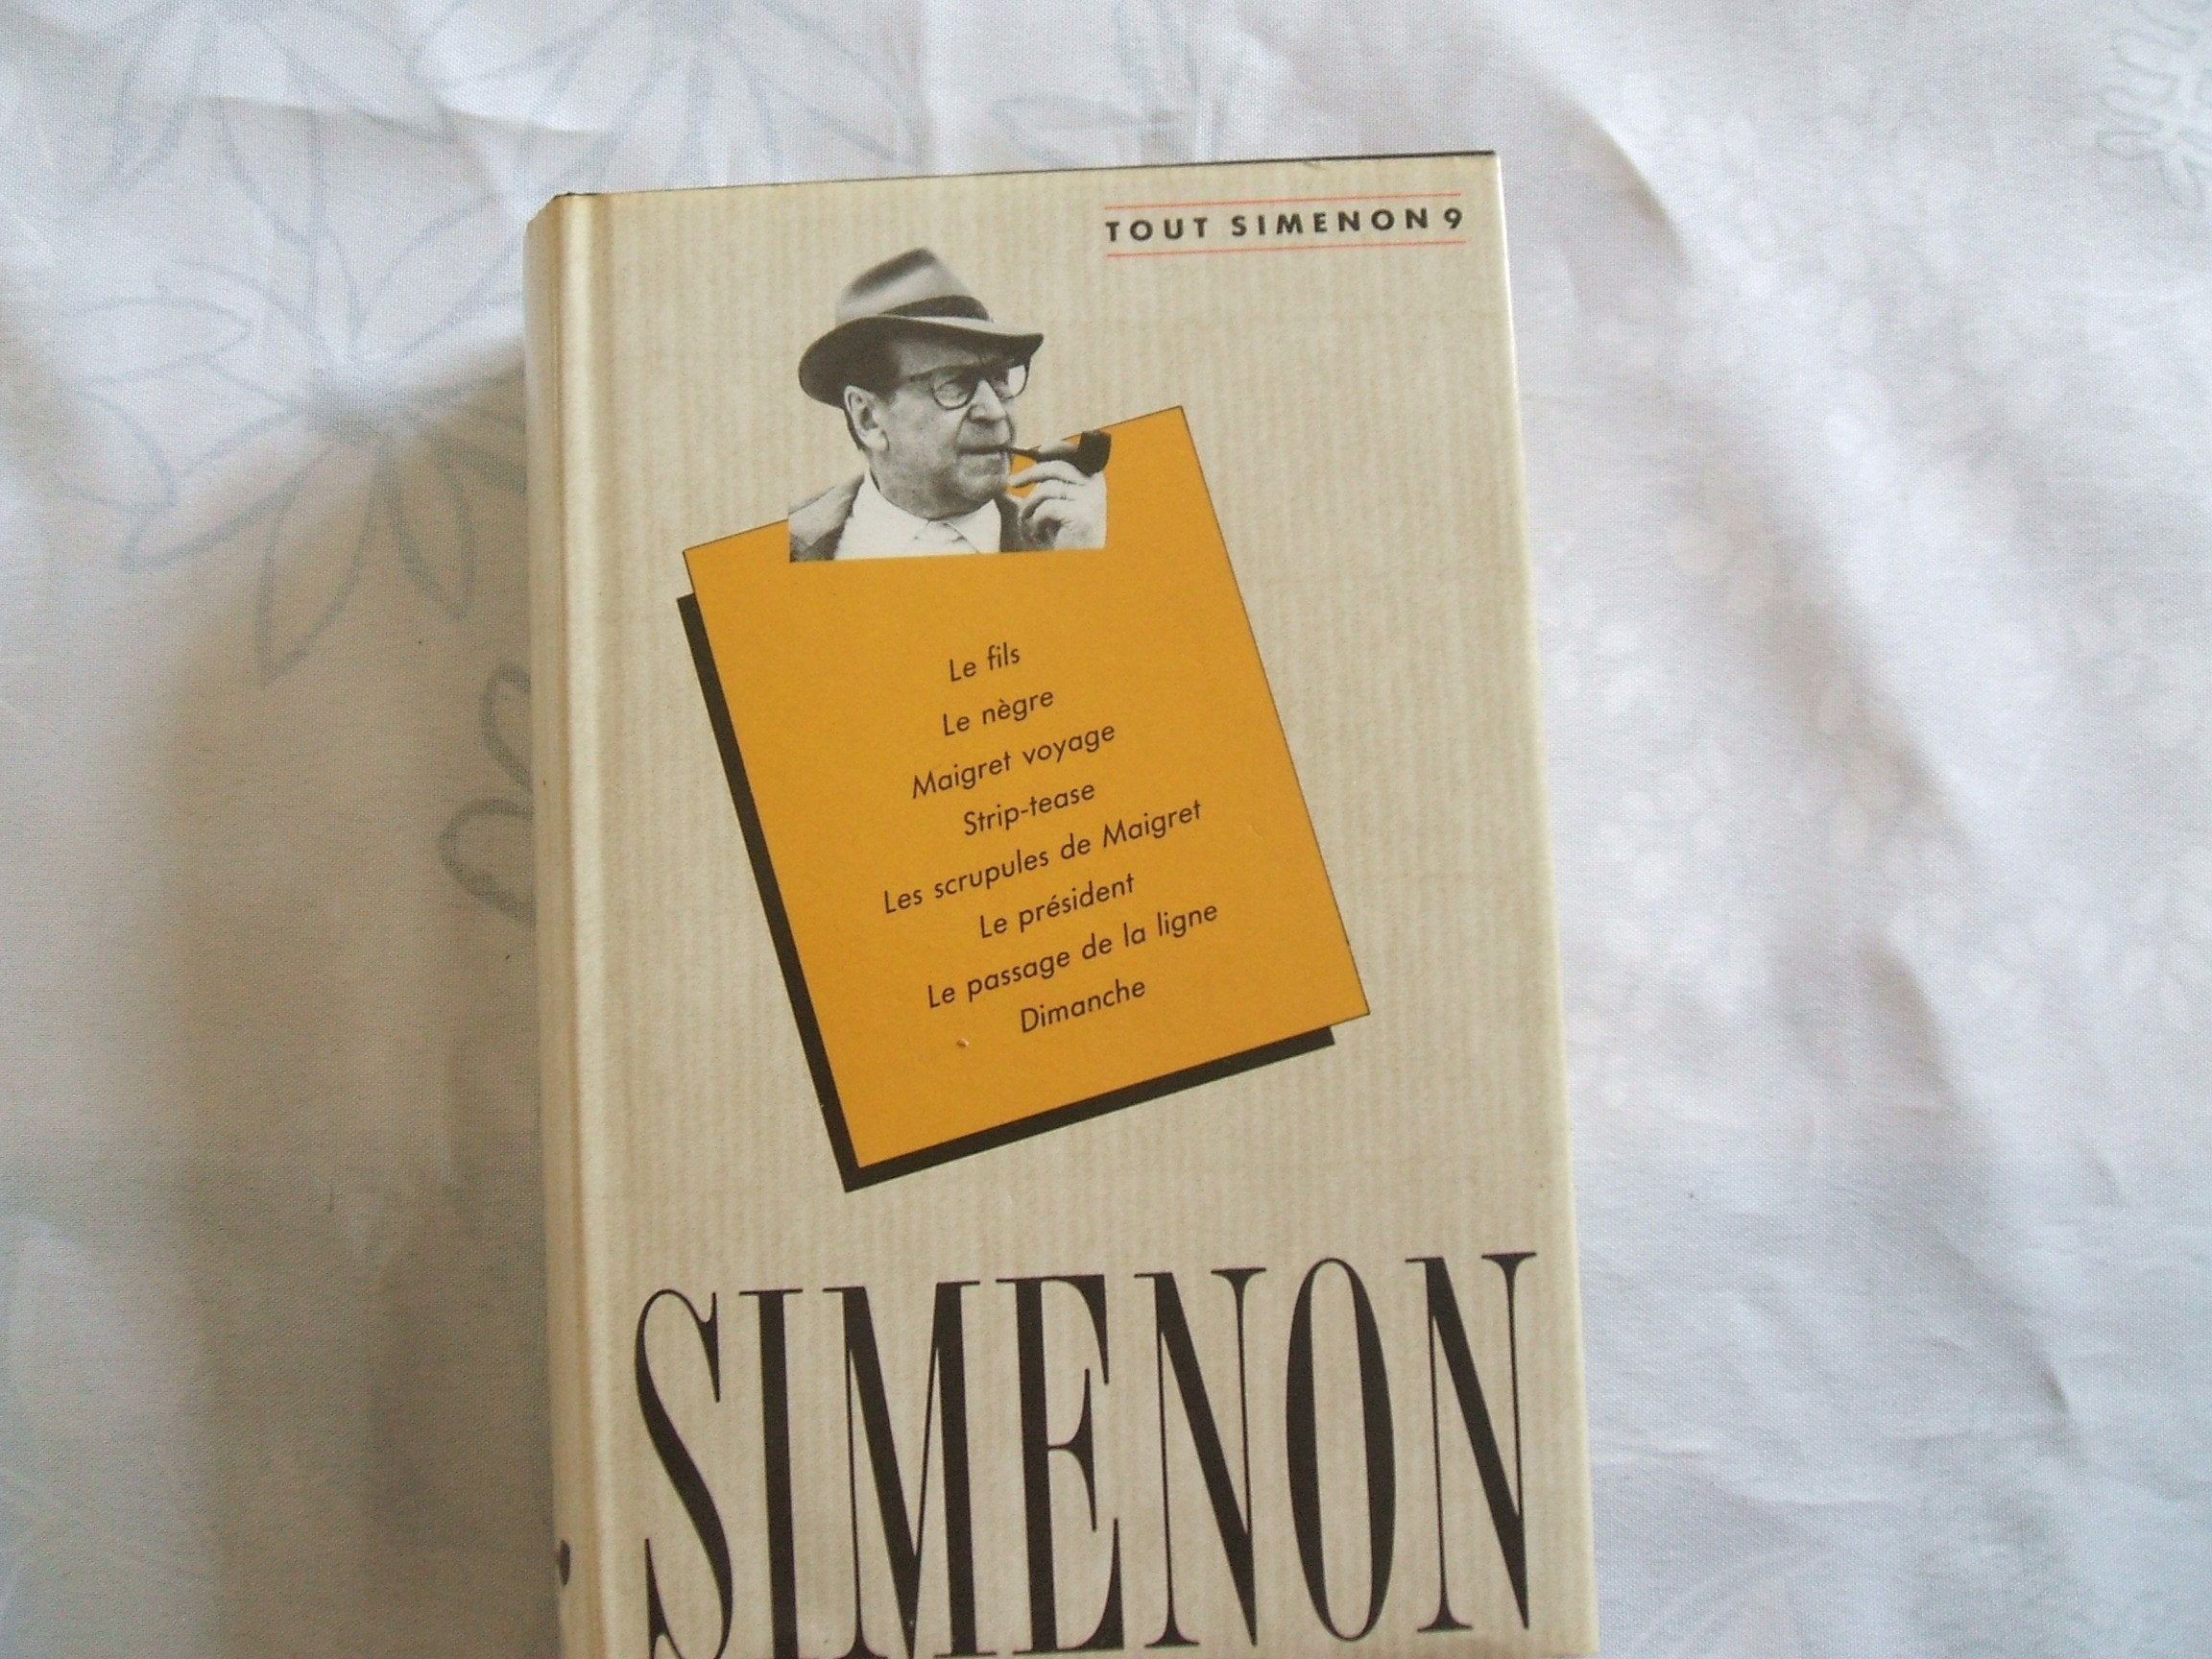 TOUT SIMENON 9
Le fils
Le nègre
Maigret voyage
Strip-tease
Les scrupules de Maigret
Le président
Le passage de la ligne
Dimanche
SIMENON